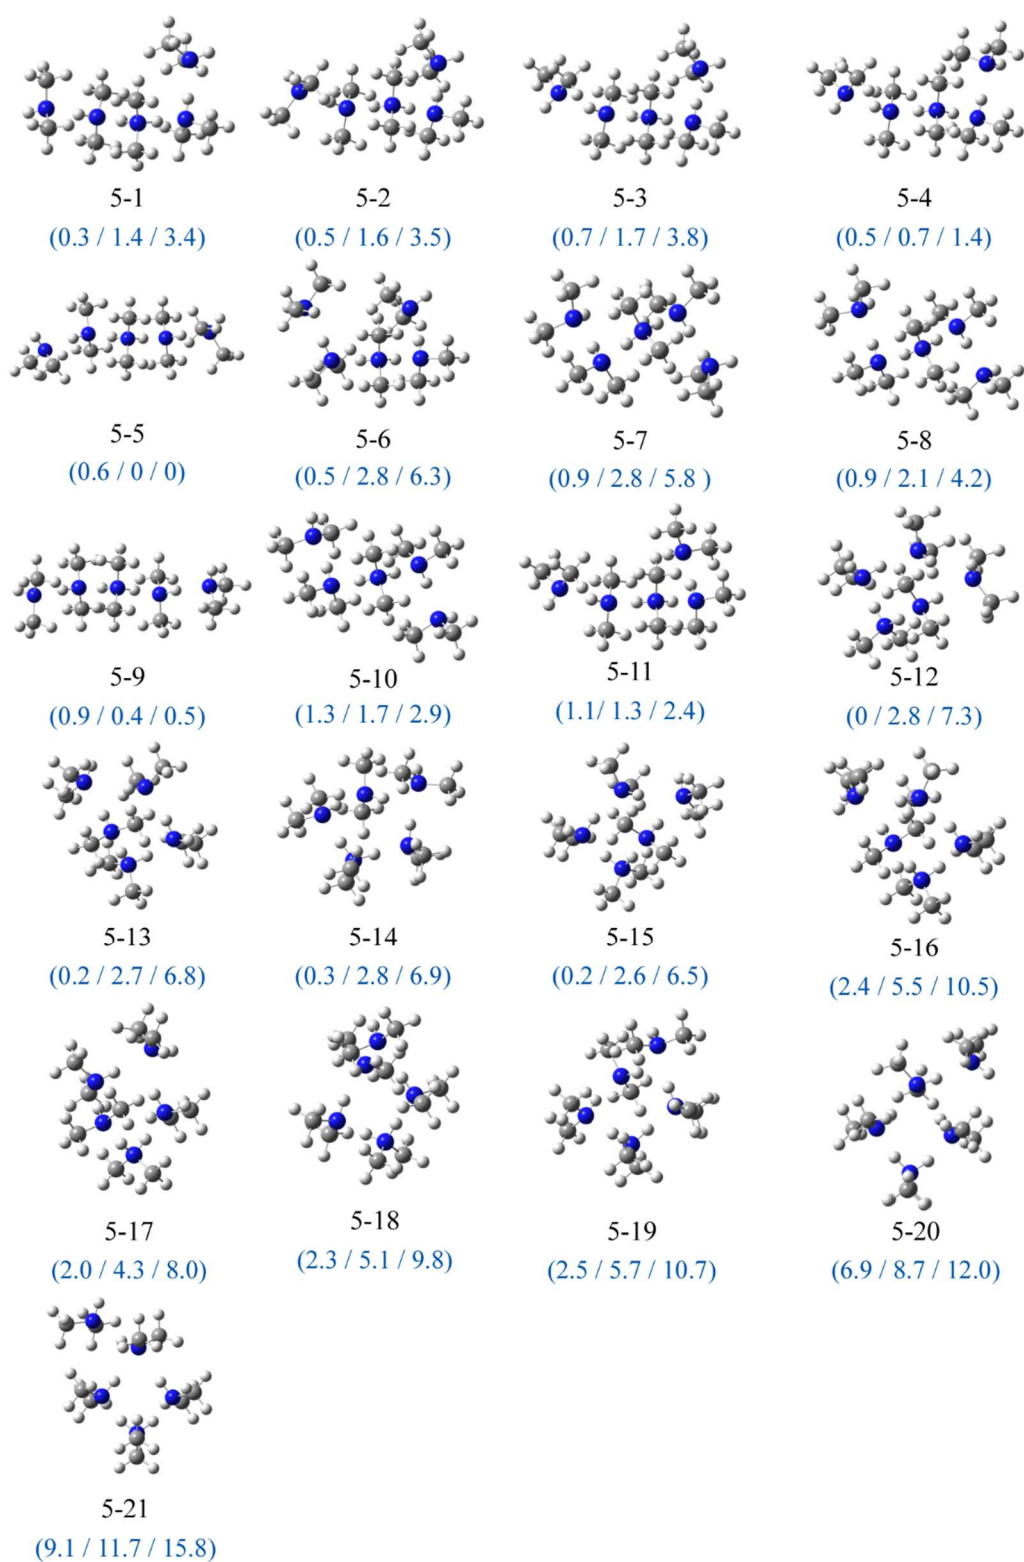 5-1
(0.3 / 1.4 / 3.4)
5-2
(0.5 / 1.6 / 3.5)
5-3
(0.7 / 1.7 / 3.8)
5-4
(0.5 / 0.7 / 1.4)
5-5
(0.6 / 0 / 0)
5-6
(0.5 / 2.8 / 6.3)
5-7
(0.9 / 2.8 / 5.8 )
5-8
(0.9 / 2.1 / 4.2)
5-9
(0.9 / 0.4 / 0.5)
5-10
(1.3 / 1.7 / 2.9)
5-11
(1.1/ 1.3 / 2.4)
5-12
(0 / 2.8 / 7.3)
5-13
(0.2 / 2.7 / 6.8)
5-14
(0.3 / 2.8 / 6.9)
5-15
(0.2 / 2.6 / 6.5)
5-16
(2.4 / 5.5 / 10.5)
5-17
(2.0 / 4.3 / 8.0)
5-18
(2.3 / 5.1 / 9.8)
5-19
(2.5 / 5.7 / 10.7)
5-20
(6.9 / 8.7 / 12.0)
5-21
(9.1 / 11.7 / 15.8)